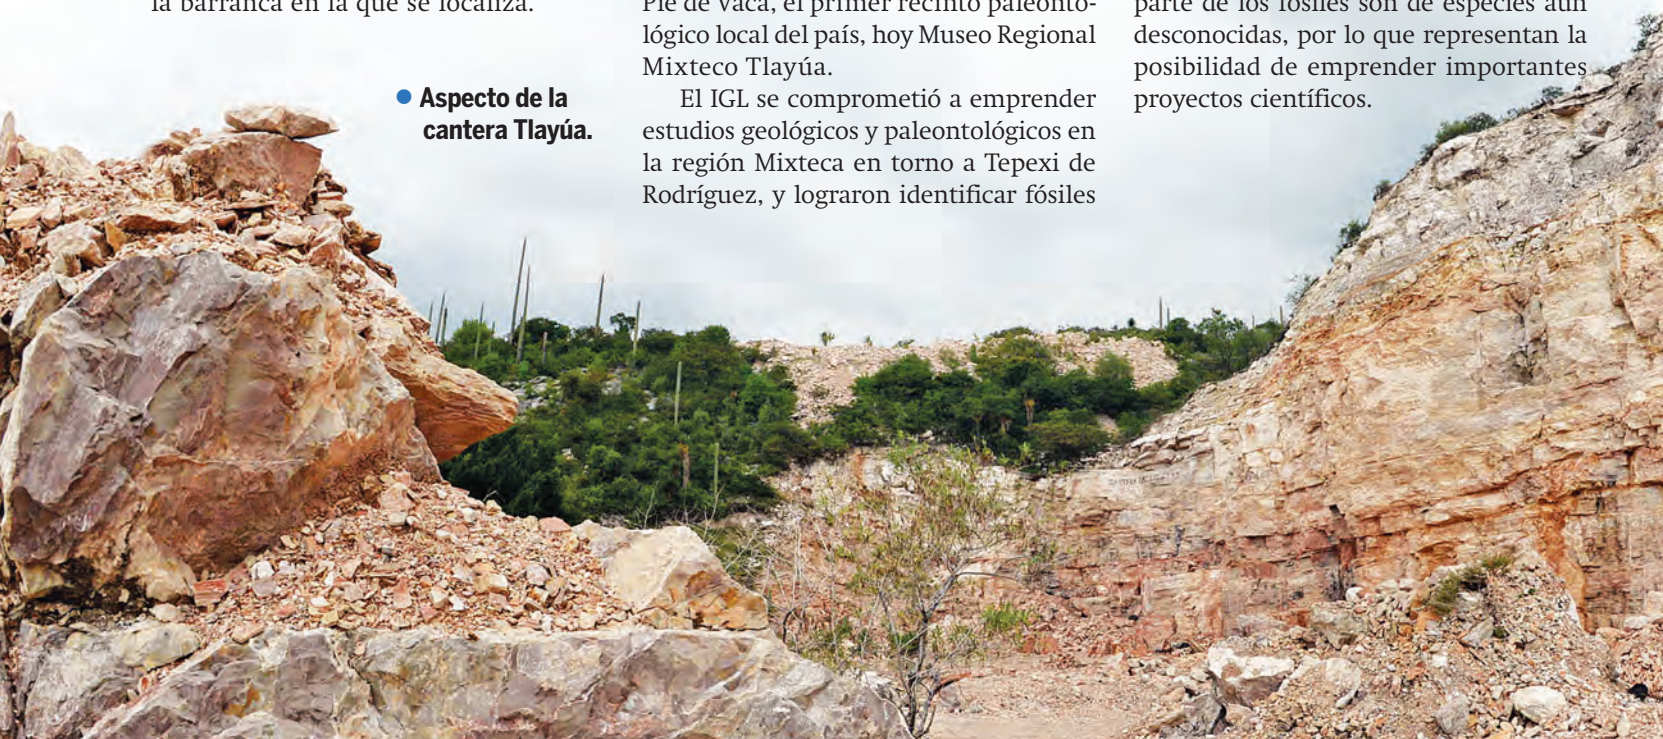 la barranca en la que se localiza.
Aspecto de la
cantera Tlayúa.
Pie de Vaca, el primer recinto paleonto-
lógico local del país, hoy Museo Regional
Mixteco Tlayúa.
El IGL se comprometió a emprender
estudios geológicos y paleontológicos en
la región Mixteca en torno a Tepexi de
Rodríguez, y lograron identificar fósiles
parte de los fósiles son de especies aún
desconocidas, por lo que representan la
posibilidad de emprender importantes
proyectos científicos.